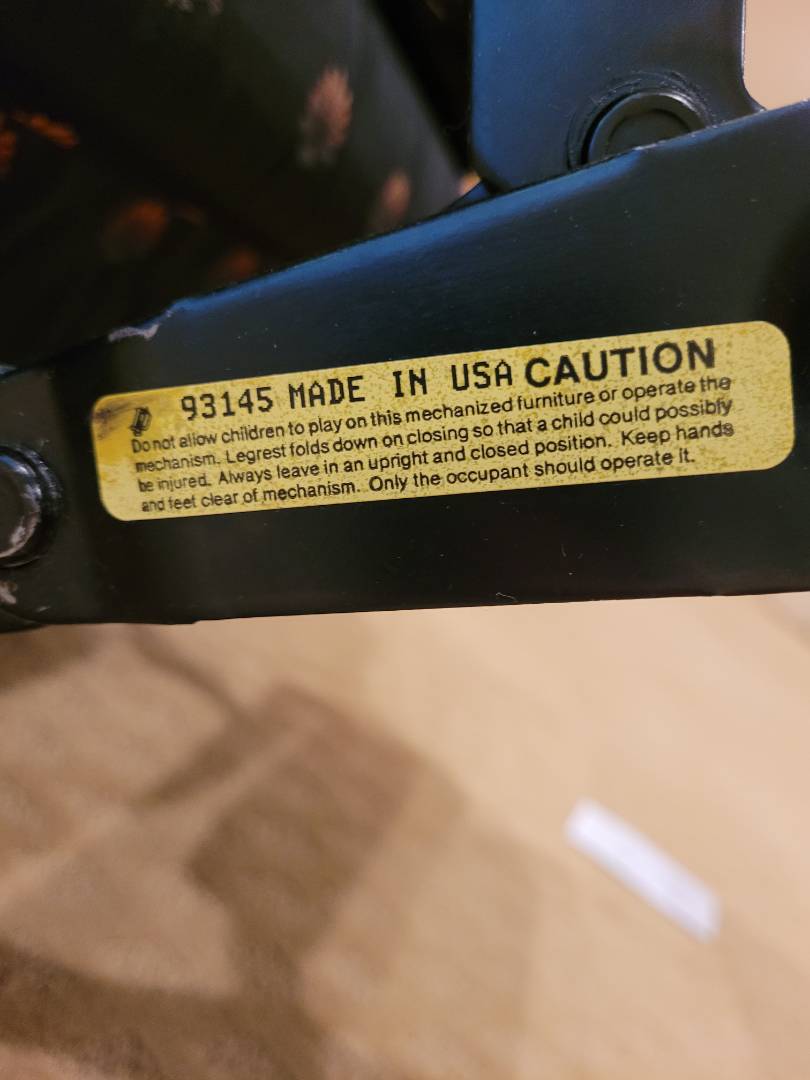 93145 MADE IN USA CAUTION
Do not allow children to play on this mechanized furniture or operate the
mechanism. Legrest folds down on closing so that a child could possibly
be injured. Always leave in an upright and closed position. Keep hands
and feet clear of mechanism. Only the occupant should operate it.